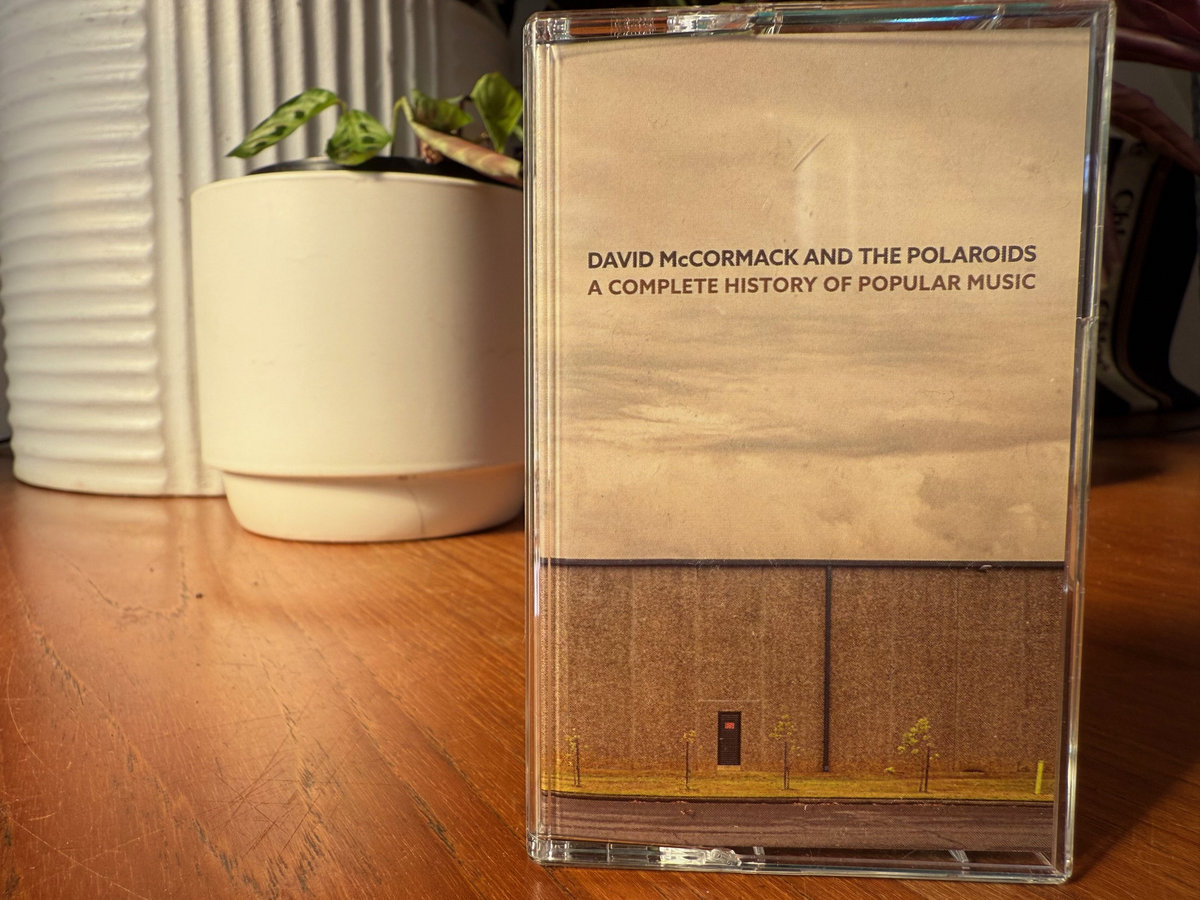 DAVID McCORMACK AND THE POLAROIDS
A COMPLETE HISTORY OF POPULAR MUSIC